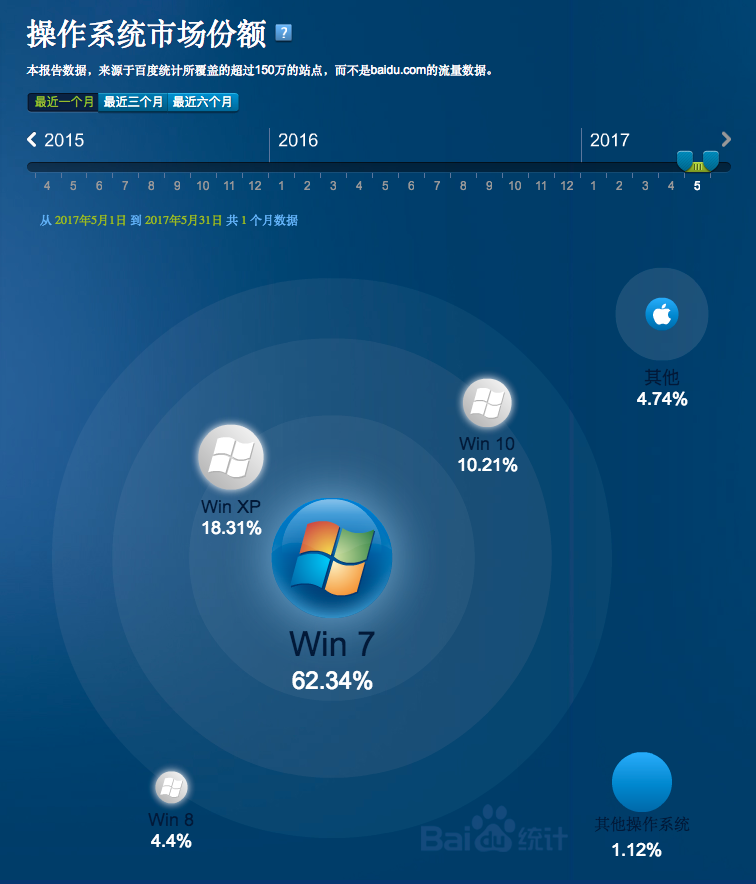 操作系统市场份额 ?
本报告数据，来源于百度统计所覆盖的超过150万的站点，而不是baidu.com的流量数据。
最近一个月 最近三个月 最近六个月
2015 2016 2017
4 5 6 7 8 9 10 11 12 1 2 3 4 5 6 7 8 9 10 11 12 1 2 3 4 5
从 2017年5月1日 到 2017年5月31日 共 1 个月数据
其他
4.74%
Win 10
10.21%
Win XP
18.31%
Win 7
62.34%
Win 8
4.4%
Baidu统计
其他操作系统
1.12%